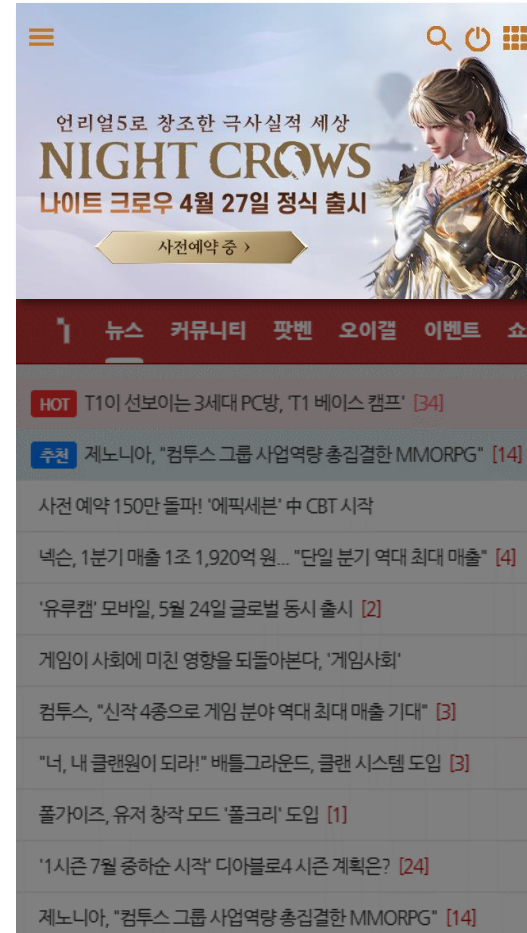 언리얼5로 창조한 극사실적 세상
NIGHT CROWS
나이트 크로우 4월 27일 정식 출시
사전예약 중 ›
뉴스 커뮤니티 팟벤 오이갤 이벤트 쇼
HOT T1이 선보이는 3세대 PC방, 'T1 베이스 캠프' [34]
추천 제노니아, "컴투스 그룹 사업역량 총집결한 MMORPG" [14]
사전 예약 150만 돌파! '에픽세븐' 中 CBT 시작
넥슨, 1분기 매출 1조 1,920억 원... "단일 분기 역대 최대 매출" [4]
'유루캠' 모바일, 5월 24일 글로벌 동시 출시 [2]
게임이 사회에 미친 영향을 되돌아본다, '게임사회'
컴투스, "신작 4종으로 게임 분야 역대 최대 매출 기대" [3]
"너, 내 클랜원이 되라!" 배틀그라운드, 클랜 시스템 도입 [3]
폴가이즈, 유저 창작 모드 '폴크리' 도입 [1]
'1시즌 7월 중하순 시작' 디아블로4 시즌 계획은? [24]
제노니아, "컴투스 그룹 사업역량 총집결한 MMORPG" [14]